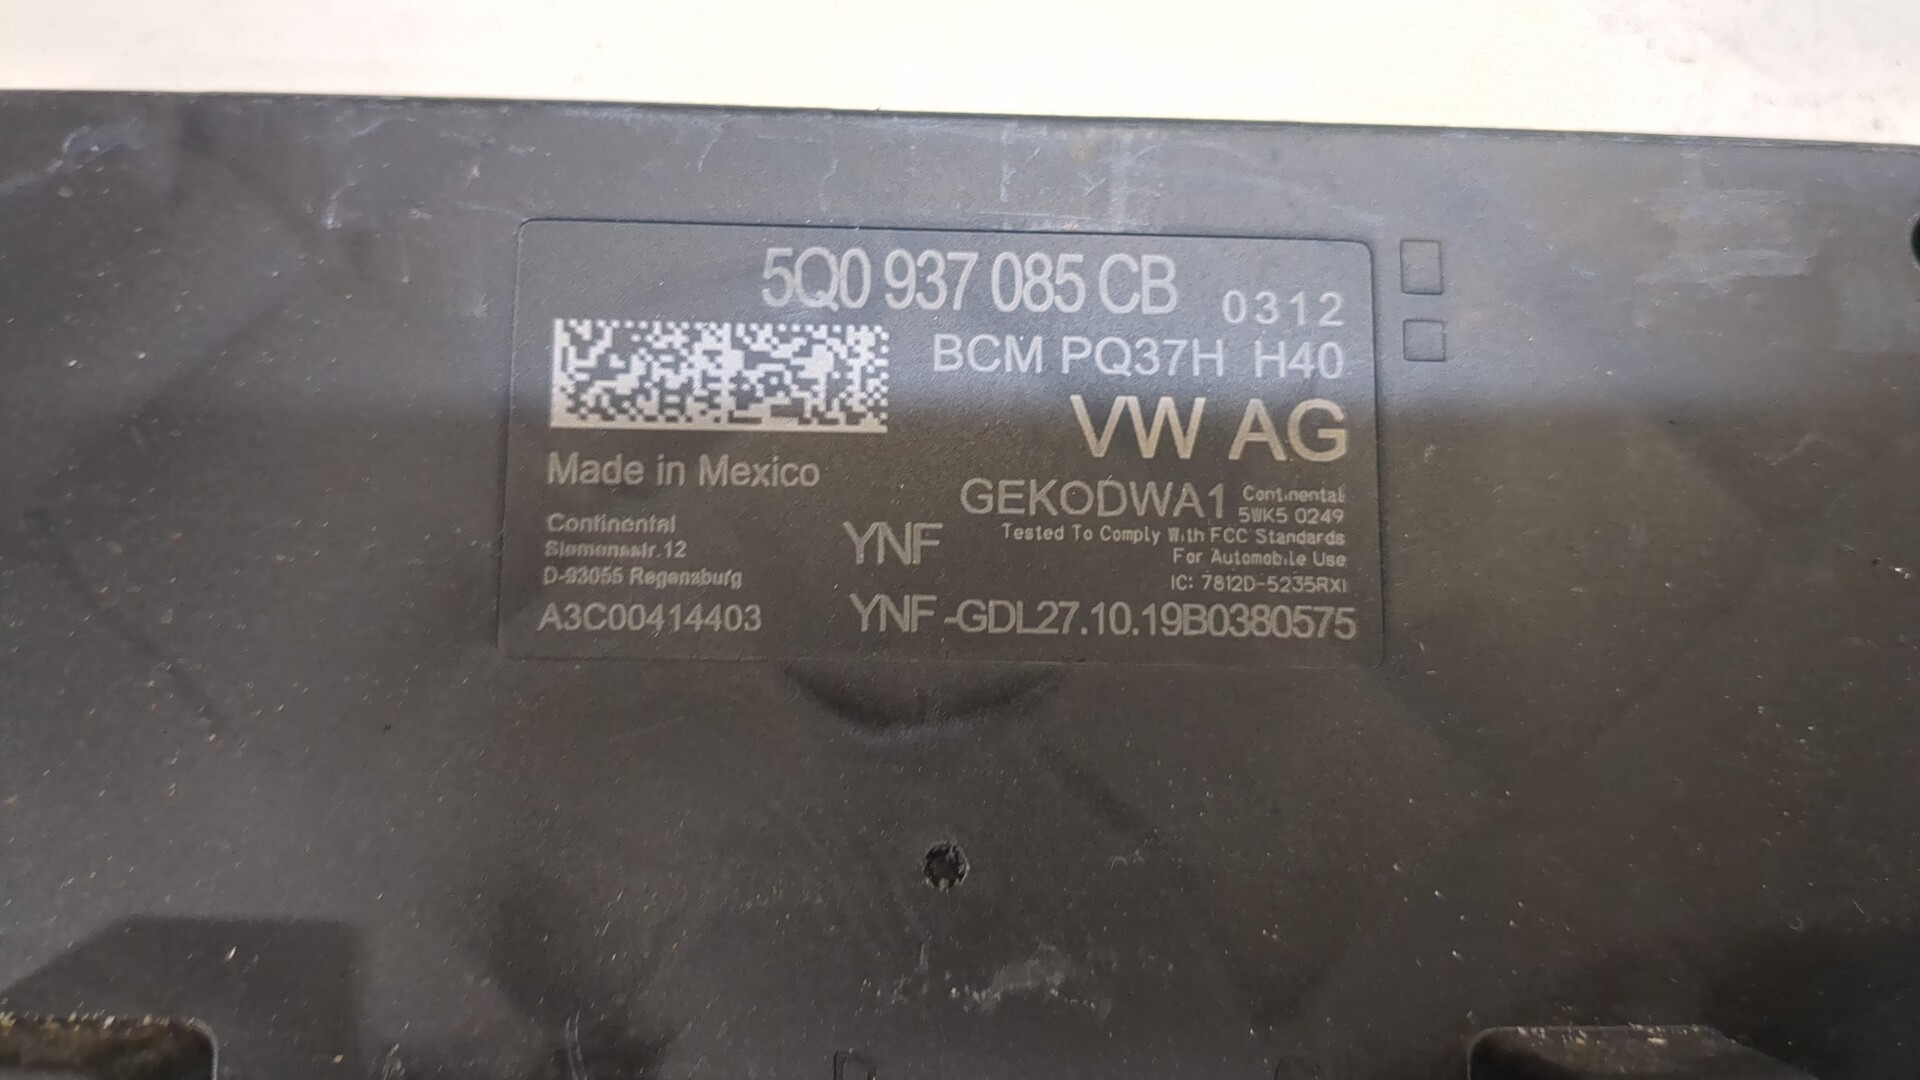 5Q0 937 085 CB 0312
BCM PQ37H H40
VW AG
Made in Mexico
GEKODWA1 Continental
5WK5 0249
Continental
Siemensstr.12
D-93055 Regensburg
YNF
Tested To Comply With FCC Standards
For Automobile Use
IC: 7812D-5235RXI
A3C00414403
YNF-GDL27.10.19B0380575